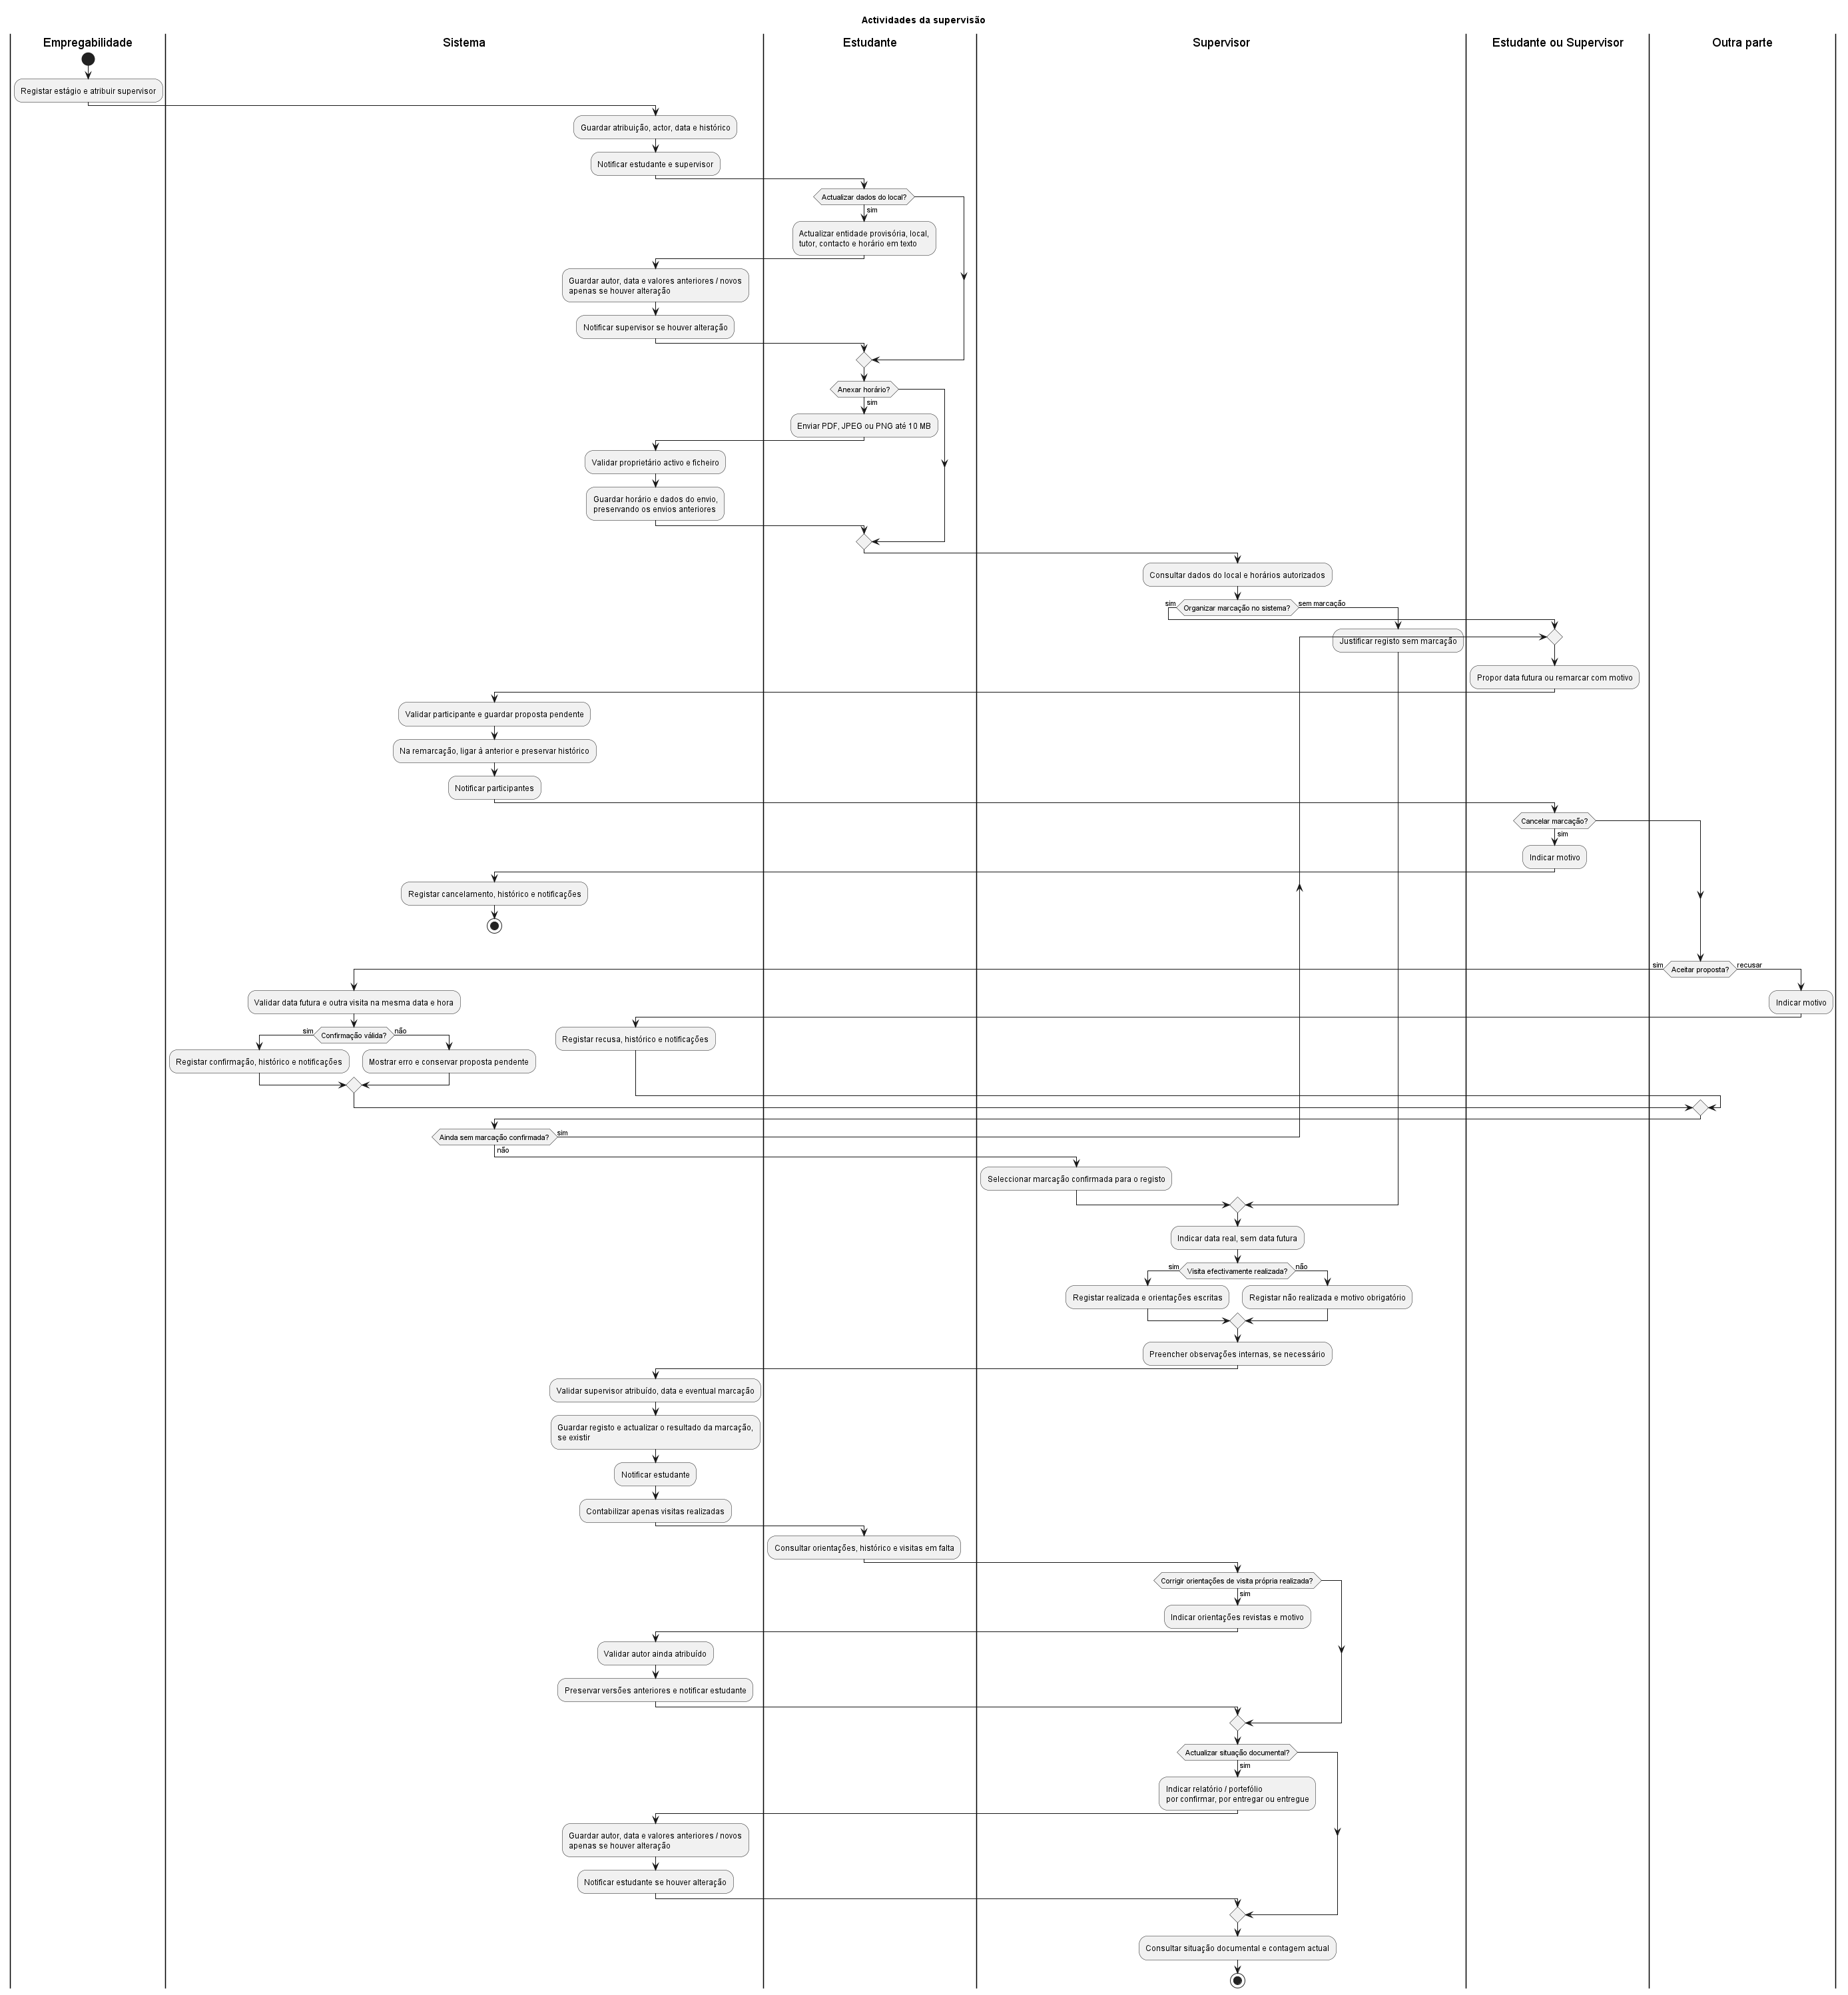 Actividades da supervisão
Empregabilidade
Sistema
Estudante
Supervisor
Estudante ou Supervisor
Outra parte
Registar estágio e atribuir supervisor
Guardar atribuição, actor, data e histórico
Notificar estudante e supervisor
Actualizar dados do local?
sim
Actualizar entidade provisória, local,
tutor, contacto e horário em texto
Guardar autor, data e valores anteriores / novos
apenas se houver alteração
Notificar supervisor se houver alteração
Anexar horário?
sim
Enviar PDF, JPEG ou PNG até 10 MB
Validar proprietário activo e ficheiro
Guardar horário e dados do envio,
preservando os envios anteriores
Consultar dados do local e horários autorizados
sim
Organizar marcação no sistema?
sem marcação
Justificar registo sem marcação
Propor data futura ou remarcar com motivo
Validar participante e guardar proposta pendente
Na remarcação, ligar à anterior e preservar histórico
Notificar participantes
Cancelar marcação?
sim
Indicar motivo
Registar cancelamento, histórico e notificações
sim
Aceitar proposta?
recusar
Validar data futura e outra visita na mesma data e hora
Indicar motivo
sim
Confirmação válida?
não
Registar recusa, histórico e notificações
Registar confirmação, histórico e notificações
Mostrar erro e conservar proposta pendente
Ainda sem marcação confirmada?
sim
não
Seleccionar marcação confirmada para o registo
Indicar data real, sem data futura
sim
Visita efectivamente realizada?
não
Registar realizada e orientações escritas
Registar não realizada e motivo obrigatório
Preencher observações internas, se necessário
Validar supervisor atribuído, data e eventual marcação
Guardar registo e actualizar o resultado da marcação,
se existir
Notificar estudante
Contabilizar apenas visitas realizadas
Consultar orientações, histórico e visitas em falta
Corrigir orientações de visita própria realizada?
sim
Indicar orientações revistas e motivo
Validar autor ainda atribuído
Preservar versões anteriores e notificar estudante
Actualizar situação documental?
sim
Indicar relatório / portefólio
por confirmar, por entregar ou entregue
Guardar autor, data e valores anteriores / novos
apenas se houver alteração
Notificar estudante se houver alteração
Consultar situação documental e contagem actual